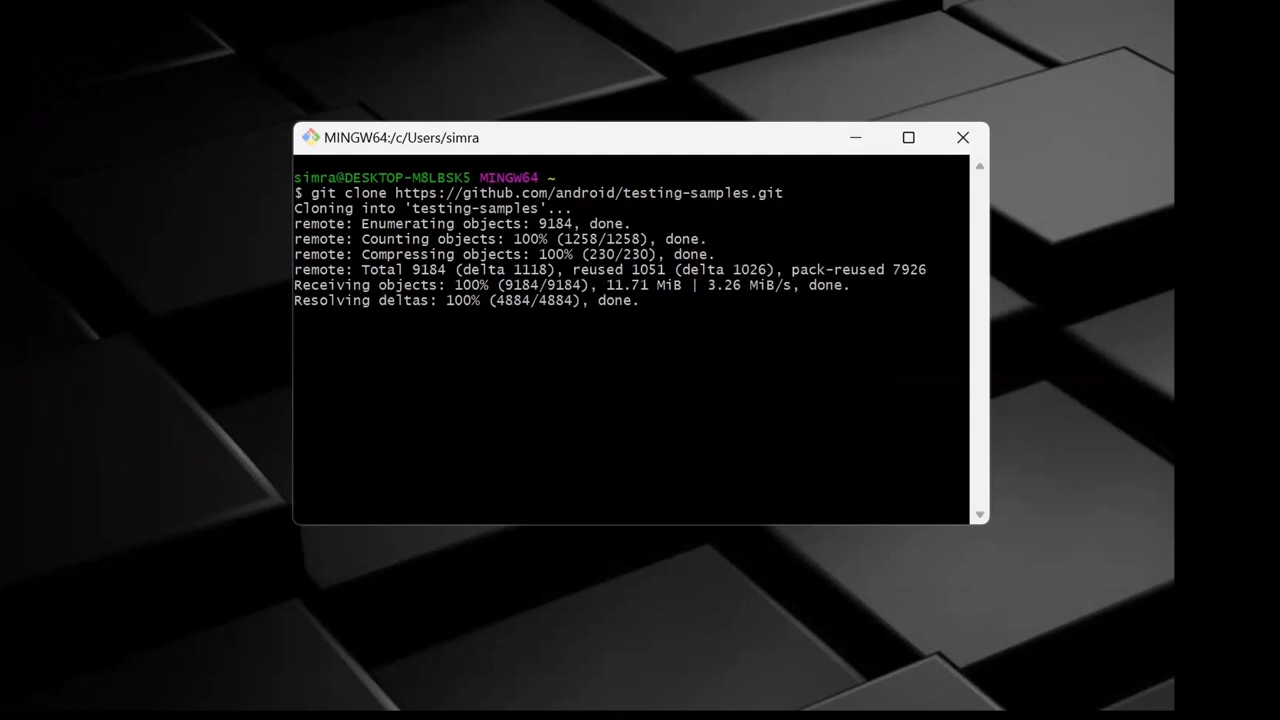 MINGW64:/c/Users/simra
simra@DESKTOP-M8LBSK5 MINGW64 ~
$ git clone https://github.com/android/testing-samples.git
Cloning into 'testing-samples'...
remote: Enumerating objects: 9184, done.
remote: Counting objects: 100% (1258/1258), done.
remote: Compressing objects: 100% (230/230), done.
remote: Total 9184 (delta 1118), reused 1051 (delta 1026), pack-reused 7926
Receiving objects: 100% (9184/9184), 11.71 MiB | 3.26 MiB/s, done.
Resolving deltas: 100% (4884/4884), done.